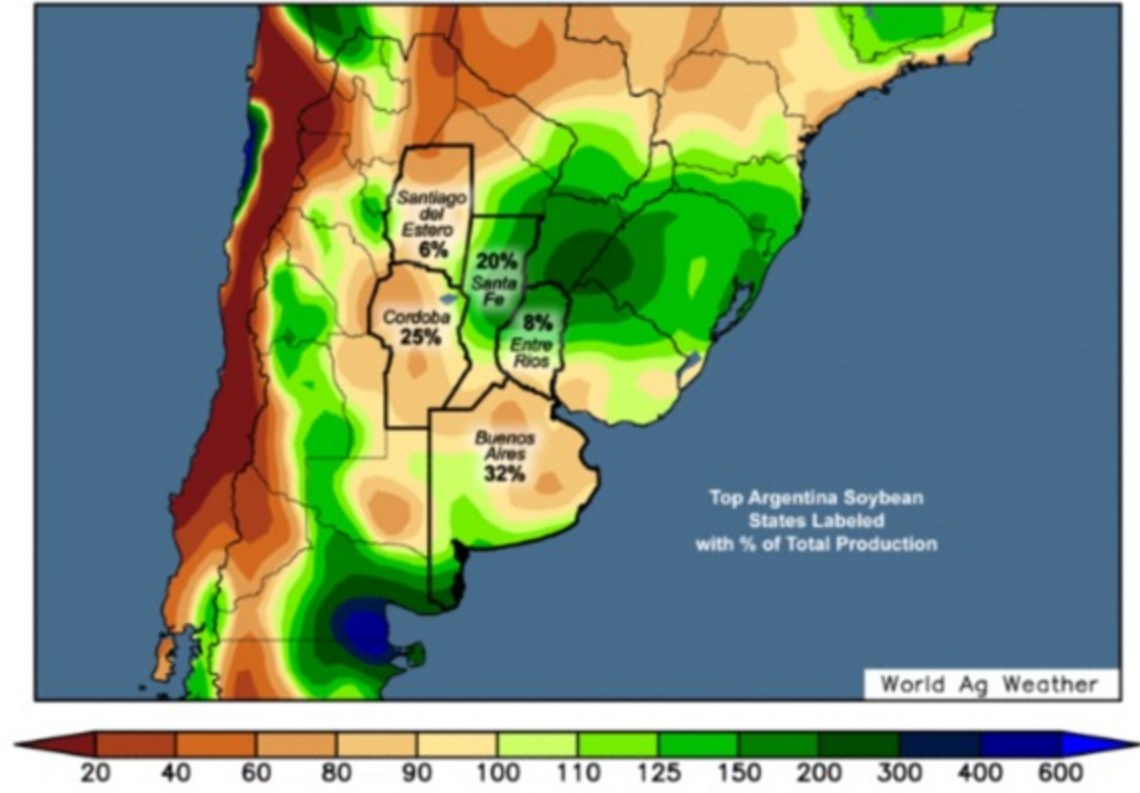 Santiago
del
Estero
6%
20%
Santa
Fe
Cordoba
25%
8%
Entre
Rios
Buenos
Aires
32%
Top Argentina Soybean
States Labeled
with % of Total Production
World Ag Weather
20 40 60 80 90 100 110 125 150 200 300 400 600